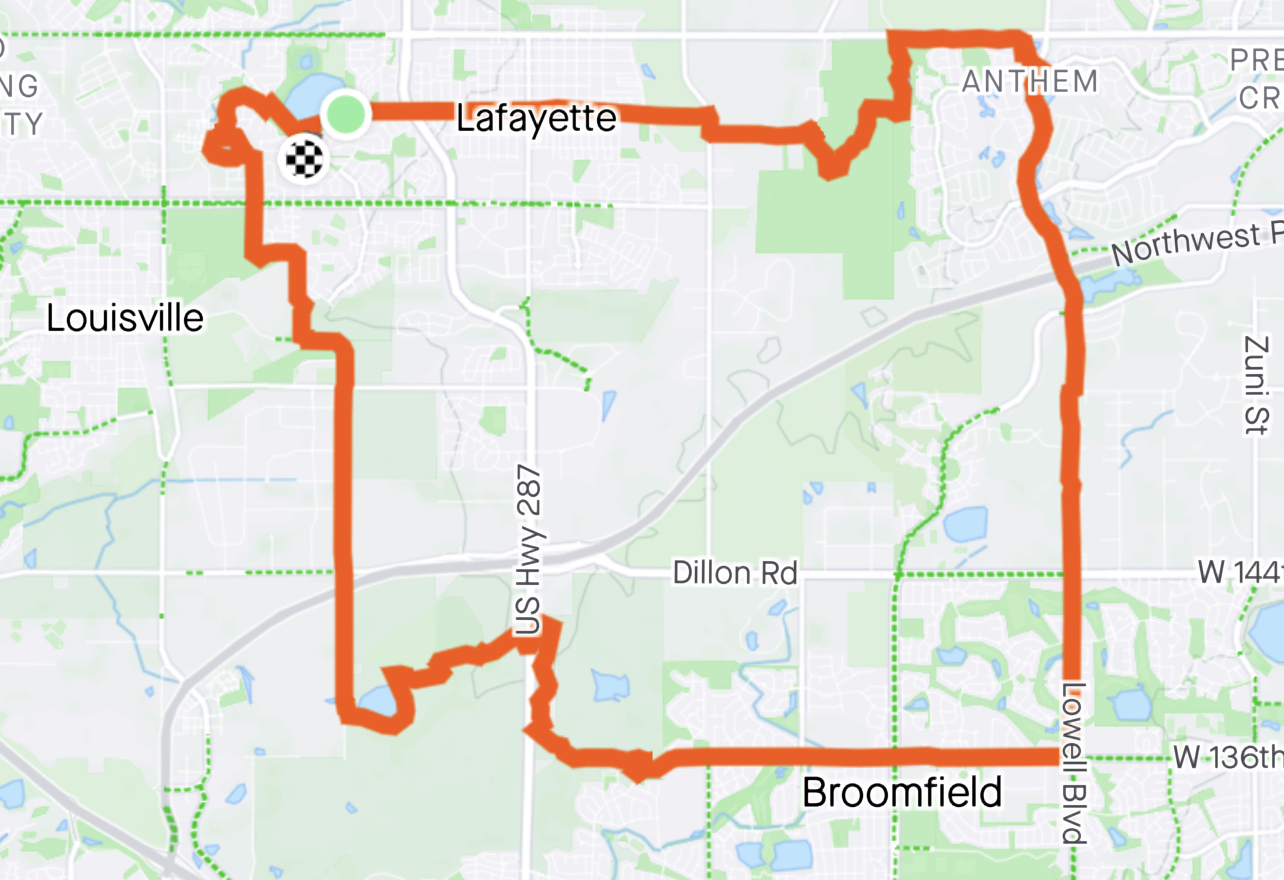 NG
TY
ANTHEM
PRE
CR
Lafayette
Northwest P
Louisville
Zuni St
US Hwy 287
Dillon Rd
W 144t
Lowell Blvd
W 136th
Broomfield